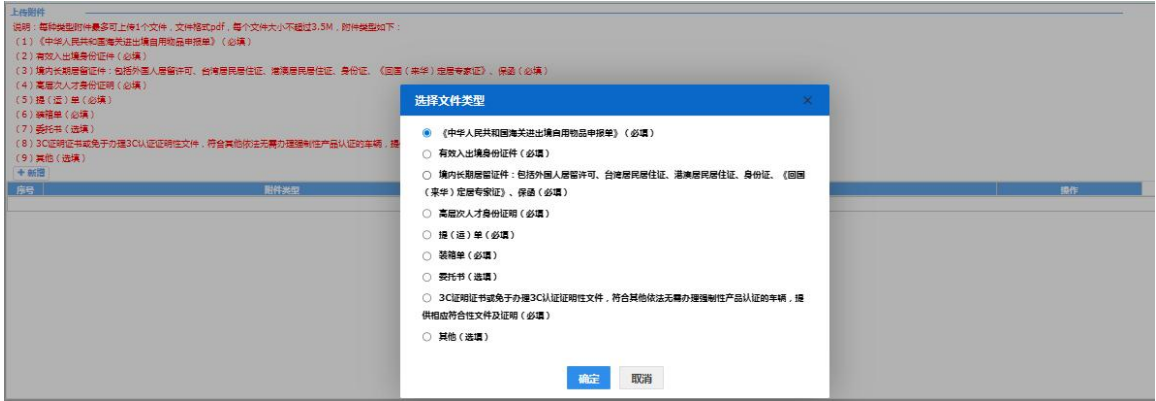 上传附件
说明：每种类型附件最多可上传1个文件，文件格式pdf，每个文件大小不超过3.5M，附件类型如下：
（1）《中华人民共和国海关进出境自用物品申报单》（必填）
（2）有效入出境身份证件（必填）
（3）境内长期居留证件：包括外国人居留许可、台湾居民居住证、港澳居民居住证、身份证、《回国（来华）定居专家证》、保函（必填）
（4）高层次人才身份证明（必填）
（5）提（运）单（必填）
（6）装箱单（必填）
（7）委托书（选填）
（8）3C证明证书或免于办理3C认证证明性文件，符合其他依法无需办理强制性产品认证的车辆，提
（9）其他（选填）
+ 新增
序号 附件类型 操作
选择文件类型 ×
《中华人民共和国海关进出境自用物品申报单》（必填）
有效入出境身份证件（必填）
境内长期居留证件：包括外国人居留许可、台湾居民居住证、港澳居民居住证、身份证、《回国
（来华）定居专家证》、保函（必填）
高层次人才身份证明（必填）
提（运）单（必填）
装箱单（必填）
委托书（选填）
3C证明证书或免于办理3C认证证明性文件，符合其他依法无需办理强制性产品认证的车辆，提
供相应符合性文件及证明（必填）
其他（选填）
确定 取消